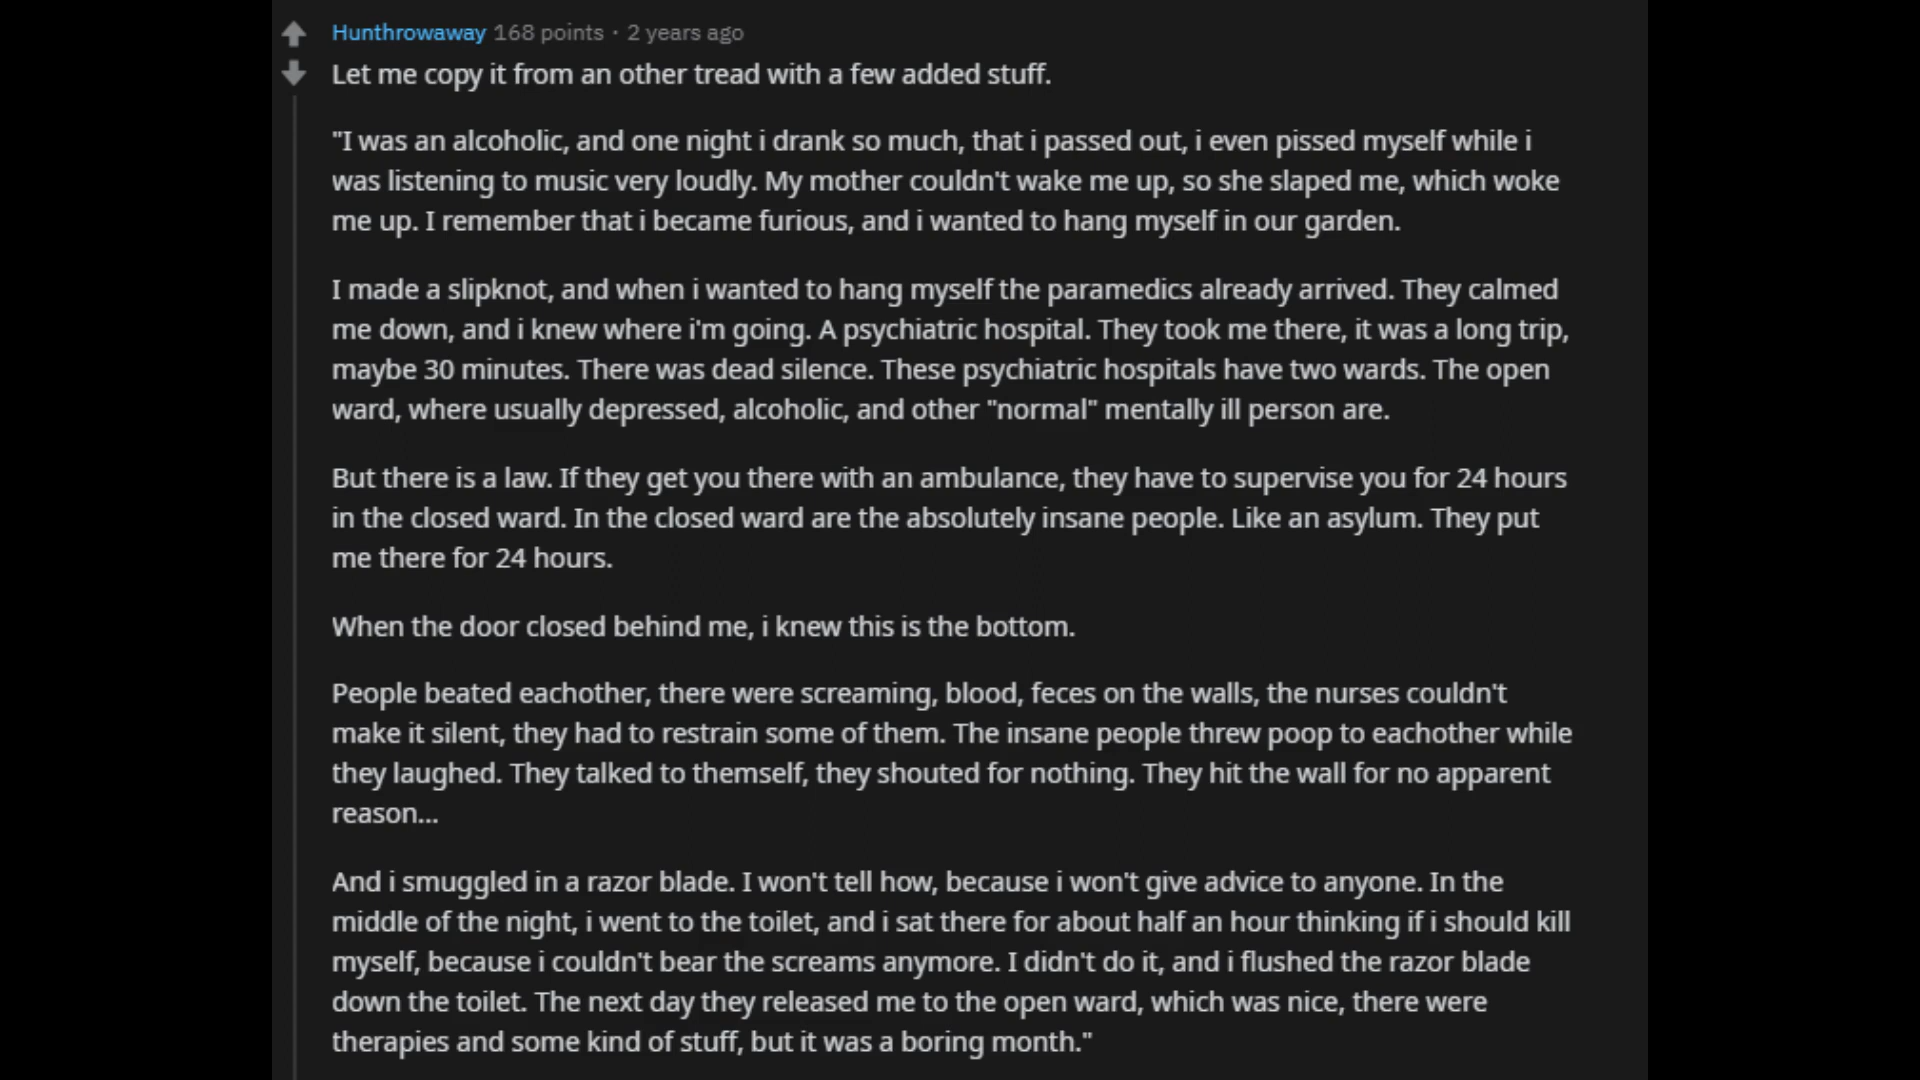 Hunthrowaway 168 points · 2 years ago
Let me copy it from an other tread with a few added stuff.
"I was an alcoholic, and one night i drank so much, that i passed out, i even pissed myself while i
was listening to music very loudly. My mother couldn't wake me up, so she slaped me, which woke
me up. I remember that i became furious, and i wanted to hang myself in our garden.
I made a slipknot, and when i wanted to hang myself the paramedics already arrived. They calmed
me down, and i knew where i'm going. A psychiatric hospital. They took me there, it was a long trip,
maybe 30 minutes. There was dead silence. These psychiatric hospitals have two wards. The open
ward, where usually depressed, alcoholic, and other "normal" mentally ill person are.
But there is a law. If they get you there with an ambulance, they have to supervise you for 24 hours
in the closed ward. In the closed ward are the absolutely insane people. Like an asylum. They put
me there for 24 hours.
When the door closed behind me, i knew this is the bottom.
People beated eachother, there were screaming, blood, feces on the walls, the nurses couldn't
make it silent, they had to restrain some of them. The insane people threw poop to eachother while
they laughed. They talked to themself, they shouted for nothing. They hit the wall for no apparent
reason...
And i smuggled in a razor blade. I won't tell how, because i won't give advice to anyone. In the
middle of the night, i went to the toilet, and i sat there for about half an hour thinking if i should kill
myself, because i couldn't bear the screams anymore. I didn't do it, and i flushed the razor blade
down the toilet. The next day they released me to the open ward, which was nice, there were
therapies and some kind of stuff, but it was a boring month."